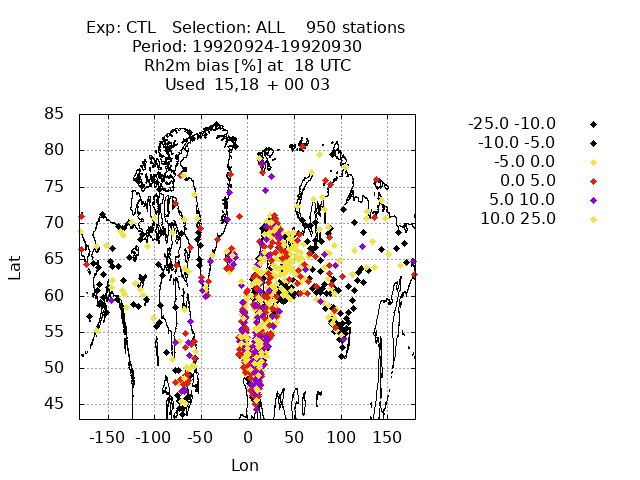 Exp: CTL Selection: ALL 950 stations
Period: 19920924-19920930
Rh2m bias [%] at 18 UTC
Used 15,18 + 00 03
85
80
75
70
65
60
55
50
45
Lat
-150 -100 -50 0 50 100 150
Lon
-25.0 -10.0
-10.0 -5.0
-5.0 0.0
0.0 5.0
5.0 10.0
10.0 25.0